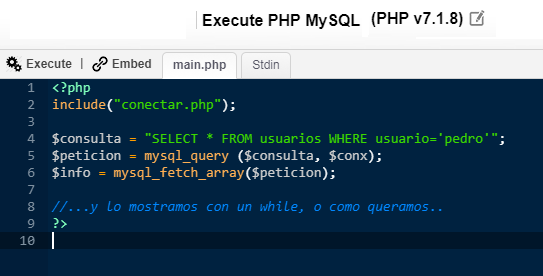 Execute PHP MySQL (PHP v7.1.8)
Execute | Embed main.php Stdin
1 <?php
2 include("conectar.php");
3
4 $consulta = "SELECT * FROM usuarios WHERE usuario='pedro'";
5 $peticion = mysql_query ($consulta, $conx);
6 $info = mysql_fetch_array($peticion);
7
8 //...y lo mostramos con un while, o como queramos..
9 ?>
10